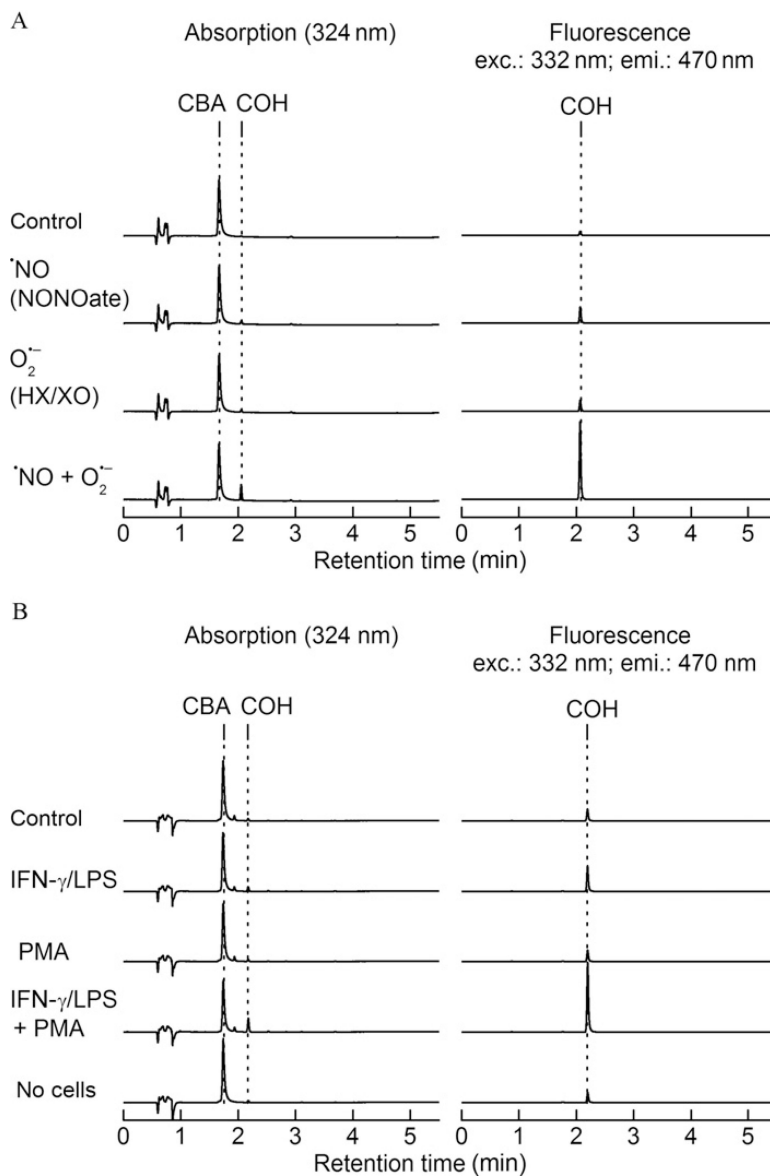 A
Absorption (324 nm)
Fluorescence
exc.: 332 nm; emi.: 470 nm
CBA COH
COH
Control
•NO
(NONOate)
O₂•−
(HX/XO)
•NO + O₂•−
0 1 2 3 4 5
0 1 2 3 4 5
Retention time (min)
B
Absorption (324 nm)
Fluorescence
exc.: 332 nm; emi.: 470 nm
CBA COH
COH
Control
IFN-γ/LPS
PMA
IFN-γ/LPS
+ PMA
No cells
0 1 2 3 4 5
0 1 2 3 4 5
Retention time (min)